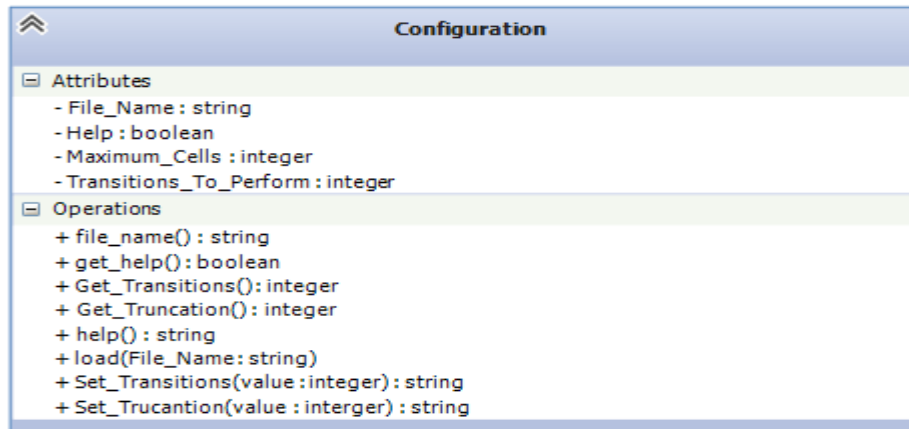 Configuration
Attributes
- File_Name : string
- Help : boolean
- Maximum_Cells : integer
- Transitions_To_Perform : integer
Operations
+ file_name() : string
+ get_help() : boolean
+ Get_Transitions() : integer
+ Get_Truncation() : integer
+ help() : string
+ load(File_Name : string)
+ Set_Transitions(value : integer) : string
+ Set_Trucantion(value : interger) : string